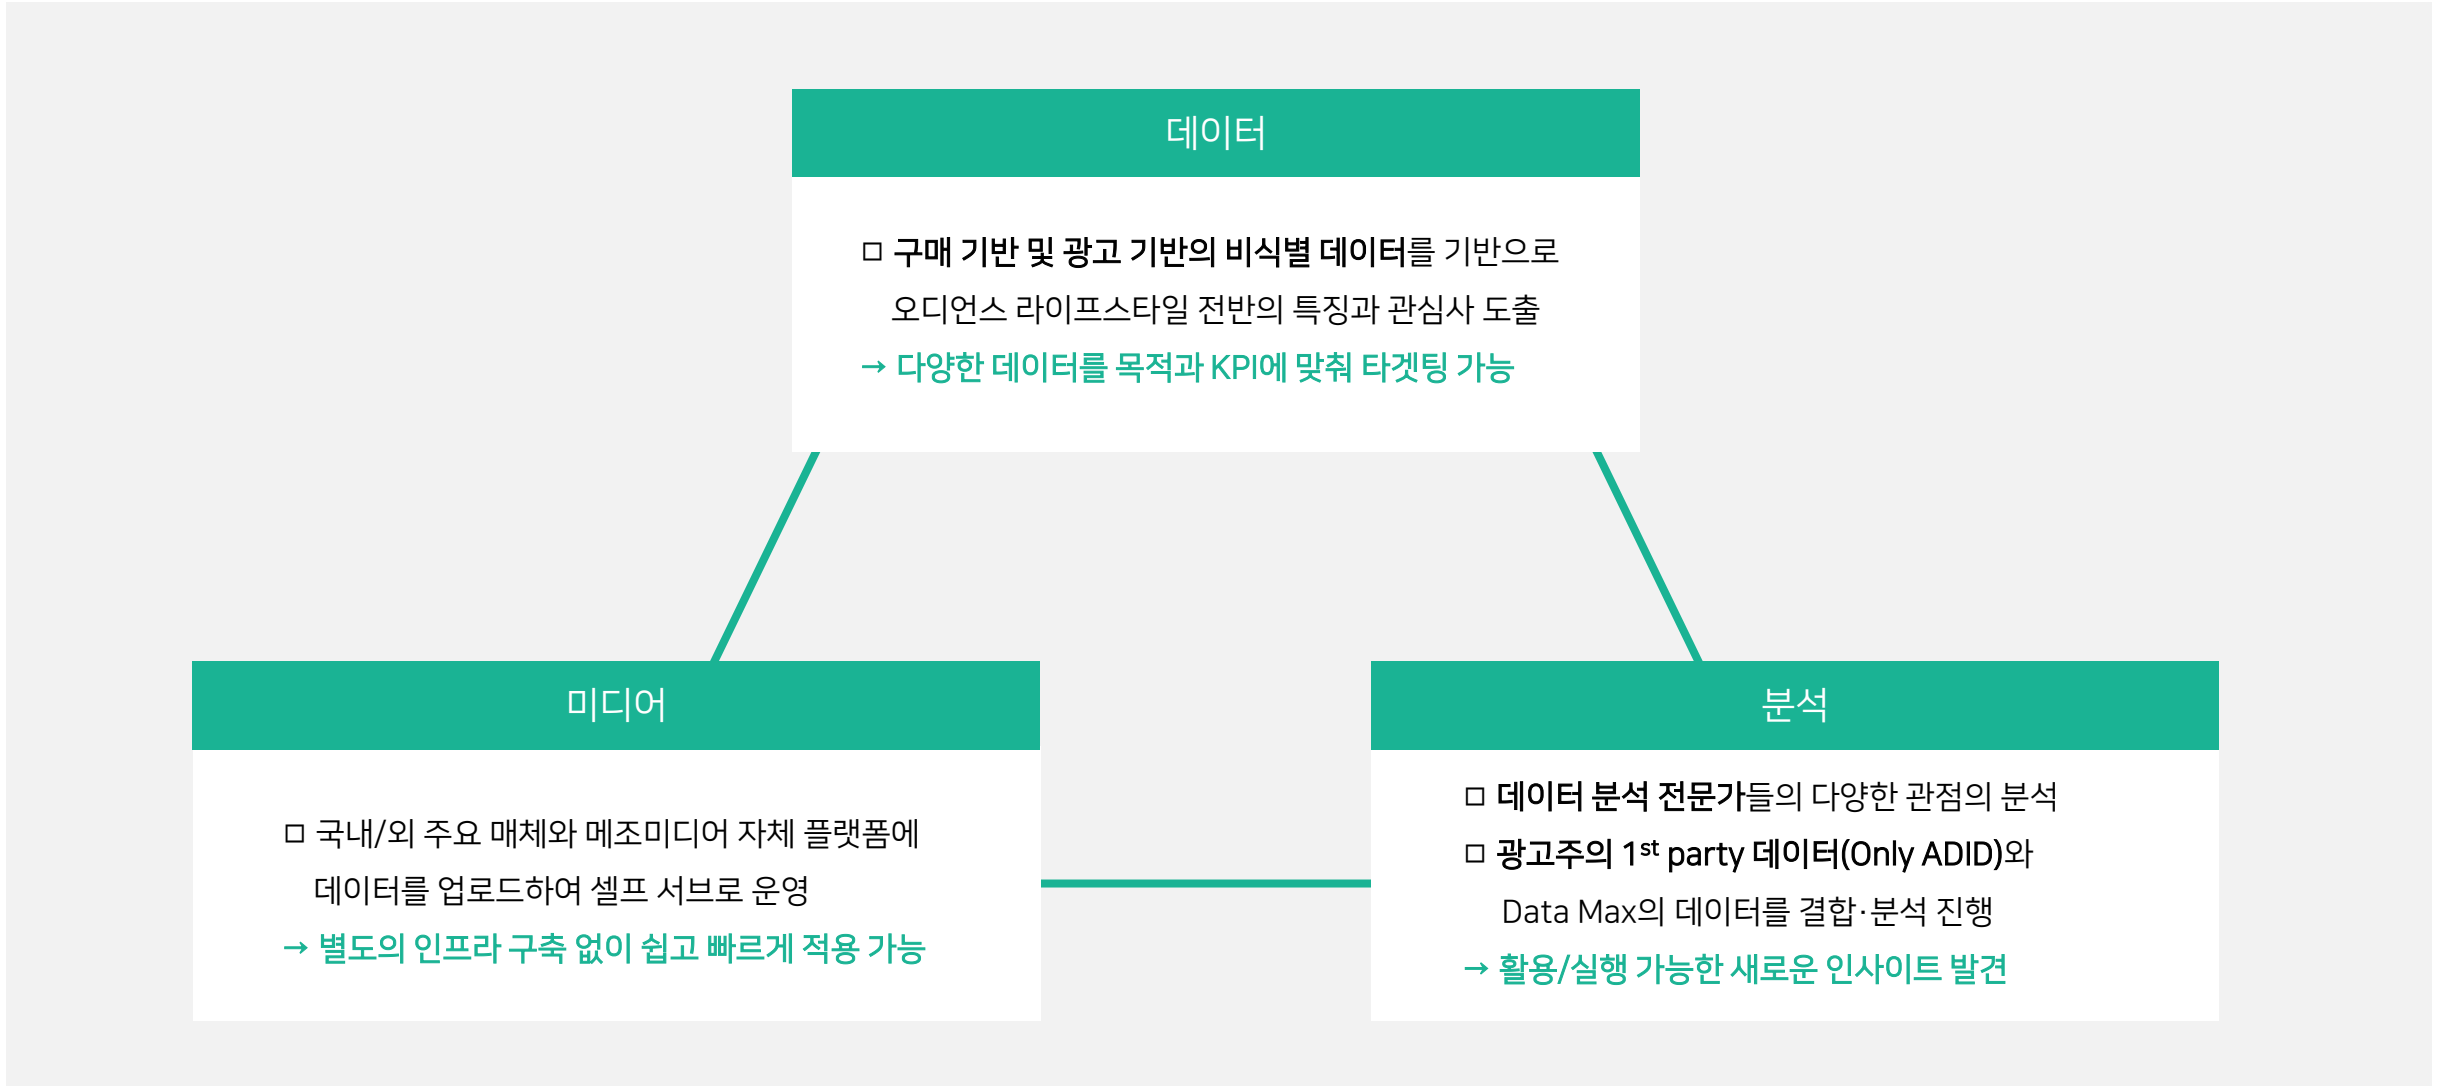 데이터
□ 구매 기반 및 광고 기반의 비식별 데이터를 기반으로
오디언스 라이프스타일 전반의 특징과 관심사 도출
→ 다양한 데이터를 목적과 KPI에 맞춰 타겟팅 가능
미디어
□ 국내/외 주요 매체와 메조미디어 자체 플랫폼에
데이터를 업로드하여 셀프 서브로 운영
→ 별도의 인프라 구축 없이 쉽고 빠르게 적용 가능
분석
□ 데이터 분석 전문가들의 다양한 관점의 분석
□ 광고주의 1st party 데이터(Only ADID)와
Data Max의 데이터를 결합·분석 진행
→ 활용/실행 가능한 새로운 인사이트 발견